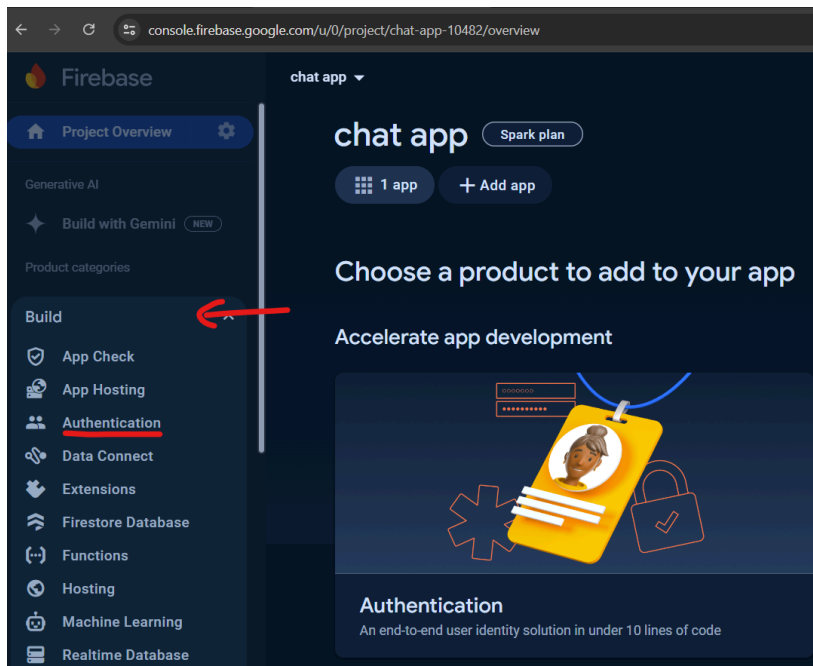 console.firebase.google.com/u/0/project/chat-app-10482/overview
Firebase
Project Overview
Generative AI
Build with Gemini NEW
Product categories
Build
App Check
App Hosting
Authentication
Data Connect
Extensions
Firestore Database
Functions
Hosting
Machine Learning
Realtime Database
chat app
chat app Spark plan
1 app + Add app
Choose a product to add to your app
Accelerate app development
Authentication
An end-to-end user identity solution in under 10 lines of code